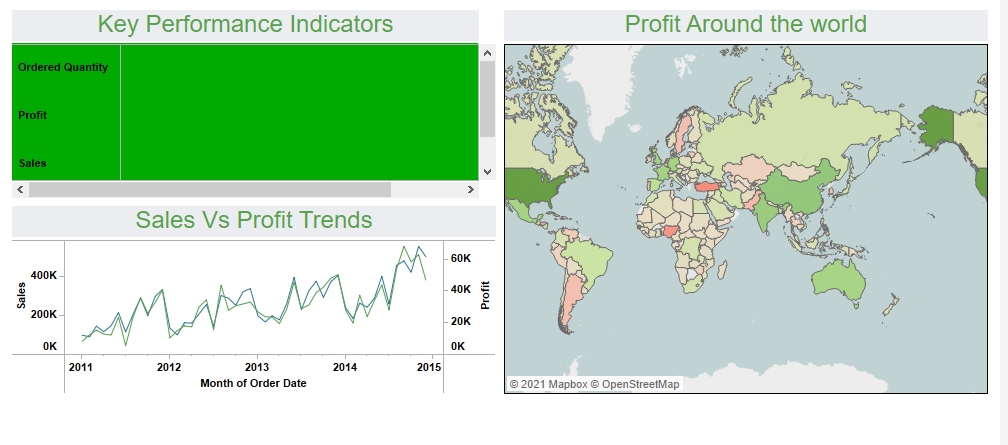 Key Performance Indicators
Ordered Quantity
Profit
Sales
Sales Vs Profit Trends
Sales
400K
200K
0K
60K
40K
20K
0K
Profit
2011 2012 2013 2014 2015
Month of Order Date
Profit Around the world
© 2021 Mapbox © OpenStreetMap